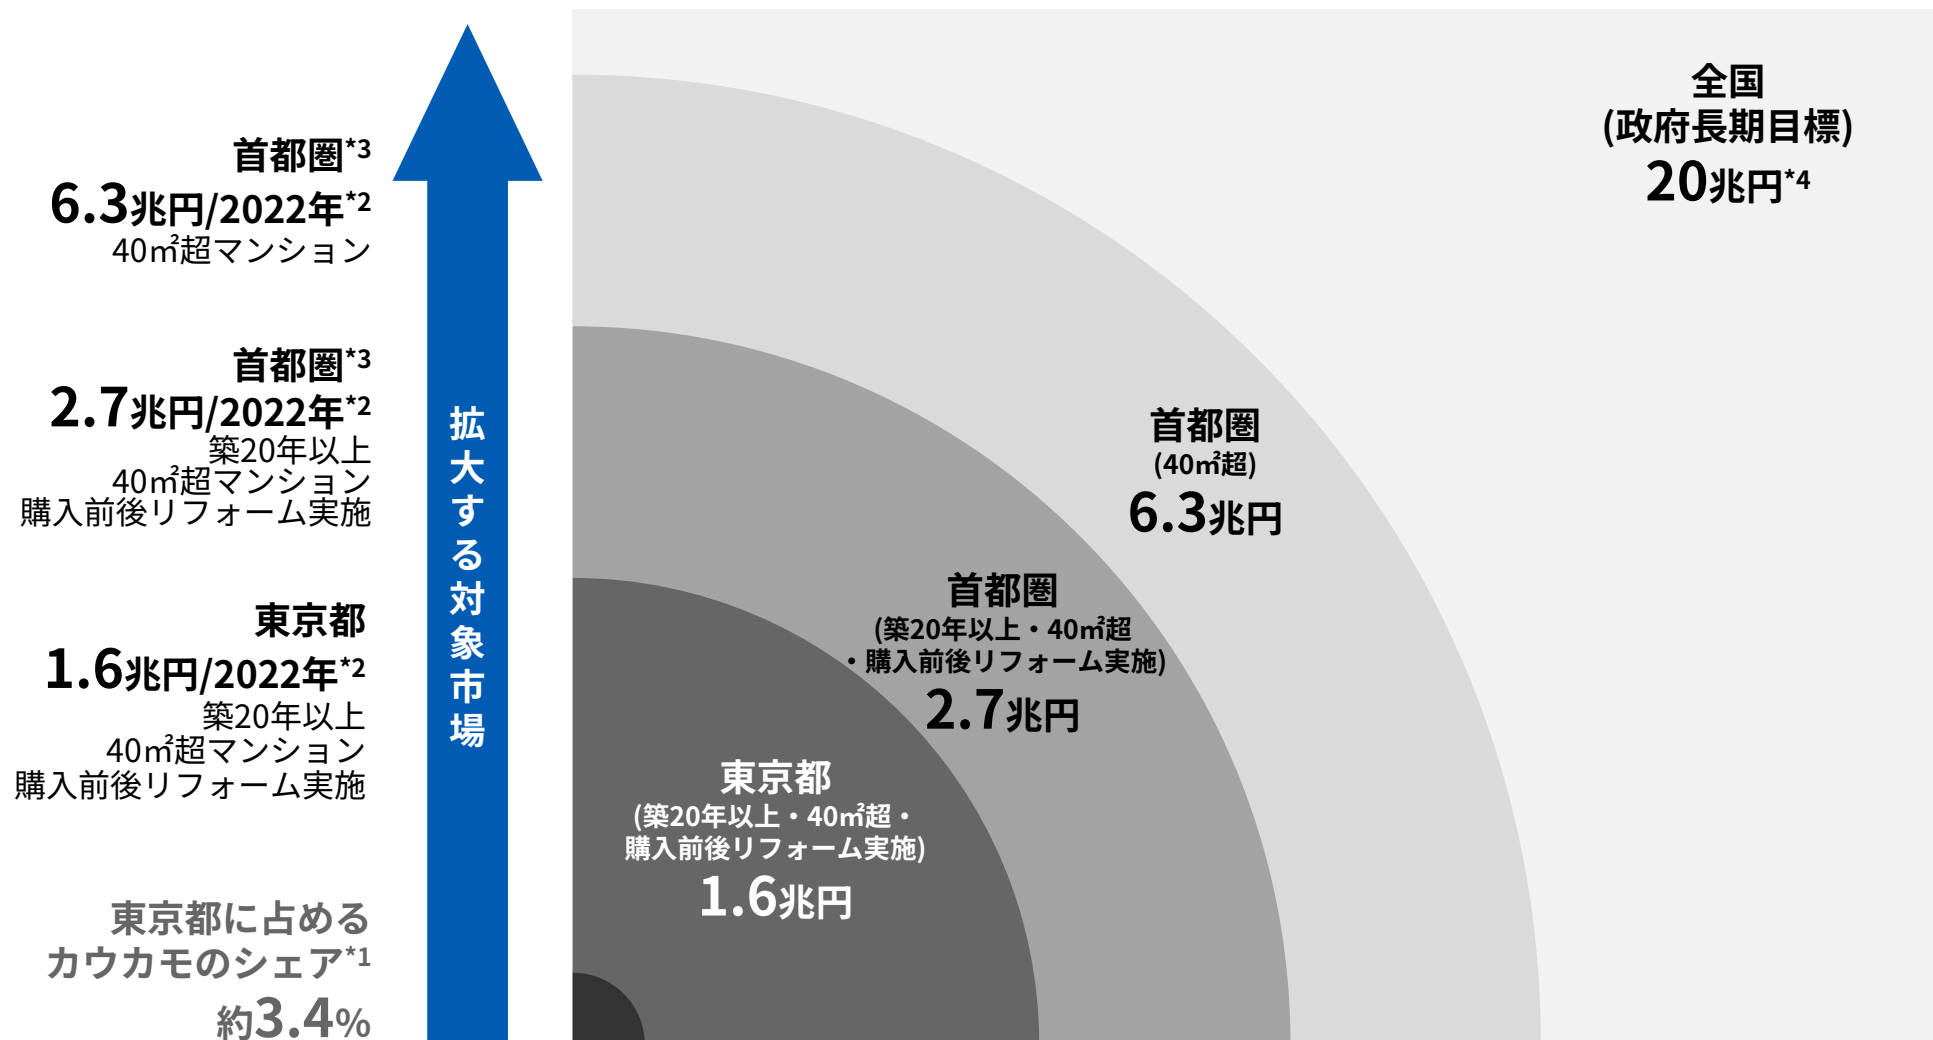 首都圏*3
6.3兆円/2022年*2
40㎡超マンション
首都圏*3
2.7兆円/2022年*2
築20年以上
40㎡超マンション
購入前後リフォーム実施
東京都
1.6兆円/2022年*2
築20年以上
40㎡超マンション
購入前後リフォーム実施
東京都に占める
カウカモのシェア*1
約3.4%
拡大する対象市場
全国
(政府長期目標)
20兆円*4
首都圏
(40㎡超)
6.3兆円
首都圏
(築20年以上・40㎡超
・購入前後リフォーム実施)
2.7兆円
東京都
(築20年以上・40㎡超・
購入前後リフォーム実施)
1.6兆円